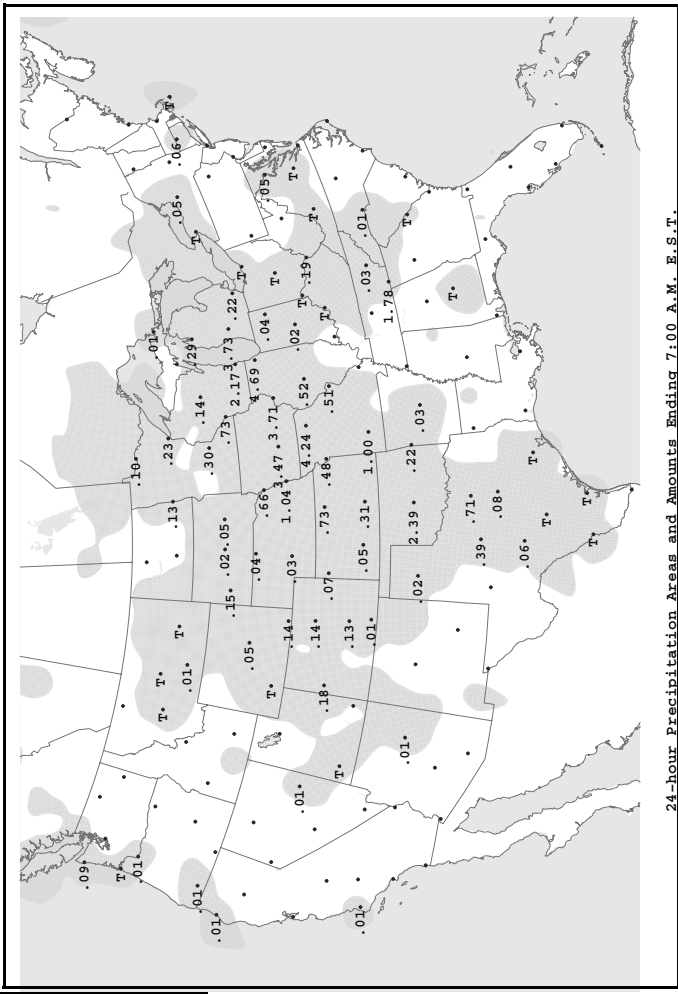 .09
T
.01
.10
.01
T
T
.23
T
.13
.06
.05
T
.01
.29
T
.01
.14
.30
.01
.02
.05
.73
3.73
.15
.22
2.17
T
.05
4.69
.04
.66
.04
.05
T
3.71
T
3.47
1.04
.14
.03
T
.02
.01
T
.52
4.24
.19
T
.14
.18
.73
T
.07
.48
.51
T
.13
.01
.05
.01
.31
.03
1.00
.01
1.78
.01
T
.22
2.39
.02
.03
T
.71
.39
.08
.06
T
T
T
T
24-hour Precipitation Areas and Amounts Ending 7:00 A.M. E.S.T.